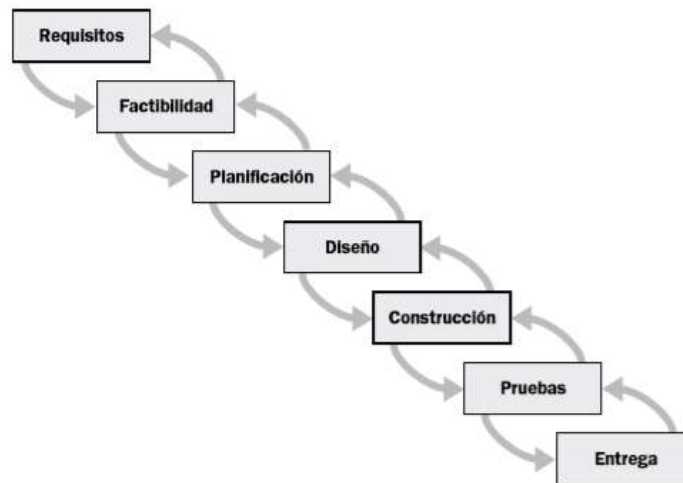 Requisitos
Factibilidad
Planificación
Diseño
Construcción
Pruebas
Entrega